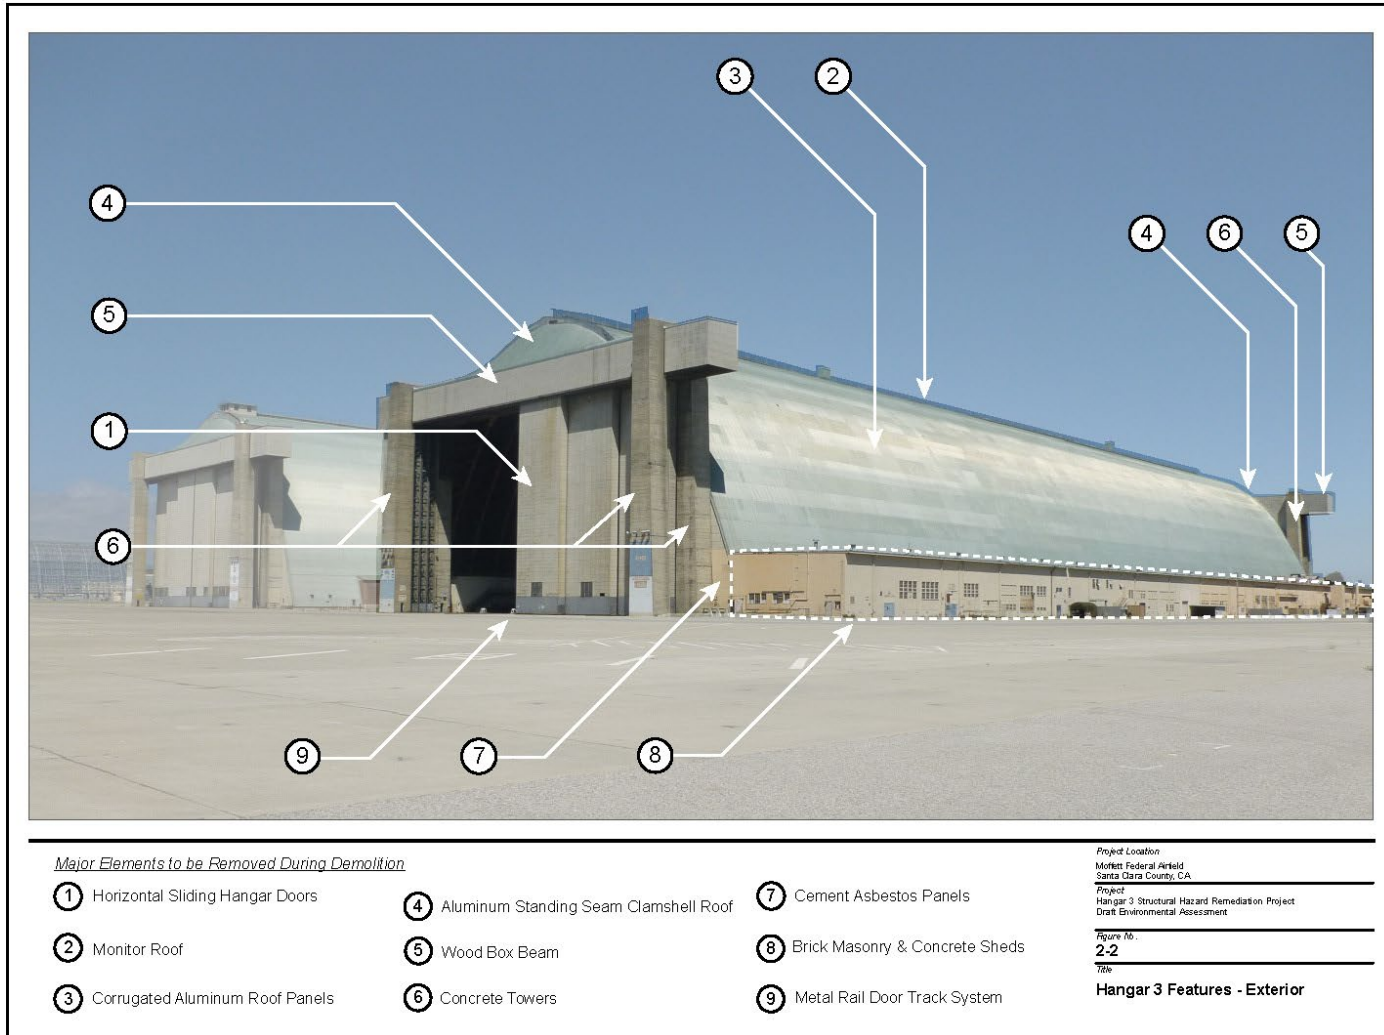 3
2
4
4
6
5
5
1
6
9
7
8
Major Elements to be Removed During Demolition
1 Horizontal Sliding Hangar Doors
2 Monitor Roof
3 Corrugated Aluminum Roof Panels
4 Aluminum Standing Seam Clamshell Roof
5 Wood Box Beam
6 Concrete Towers
7 Cement Asbestos Panels
8 Brick Masonry & Concrete Sheds
9 Metal Rail Door Track System
Project Location
Moffett Federal Airfield
Santa Clara County, CA
Project
Hangar 3 Structural Hazard Remediation Project
Draft Environmental Assessment
Figure No.
2-2
Title
Hangar 3 Features - Exterior